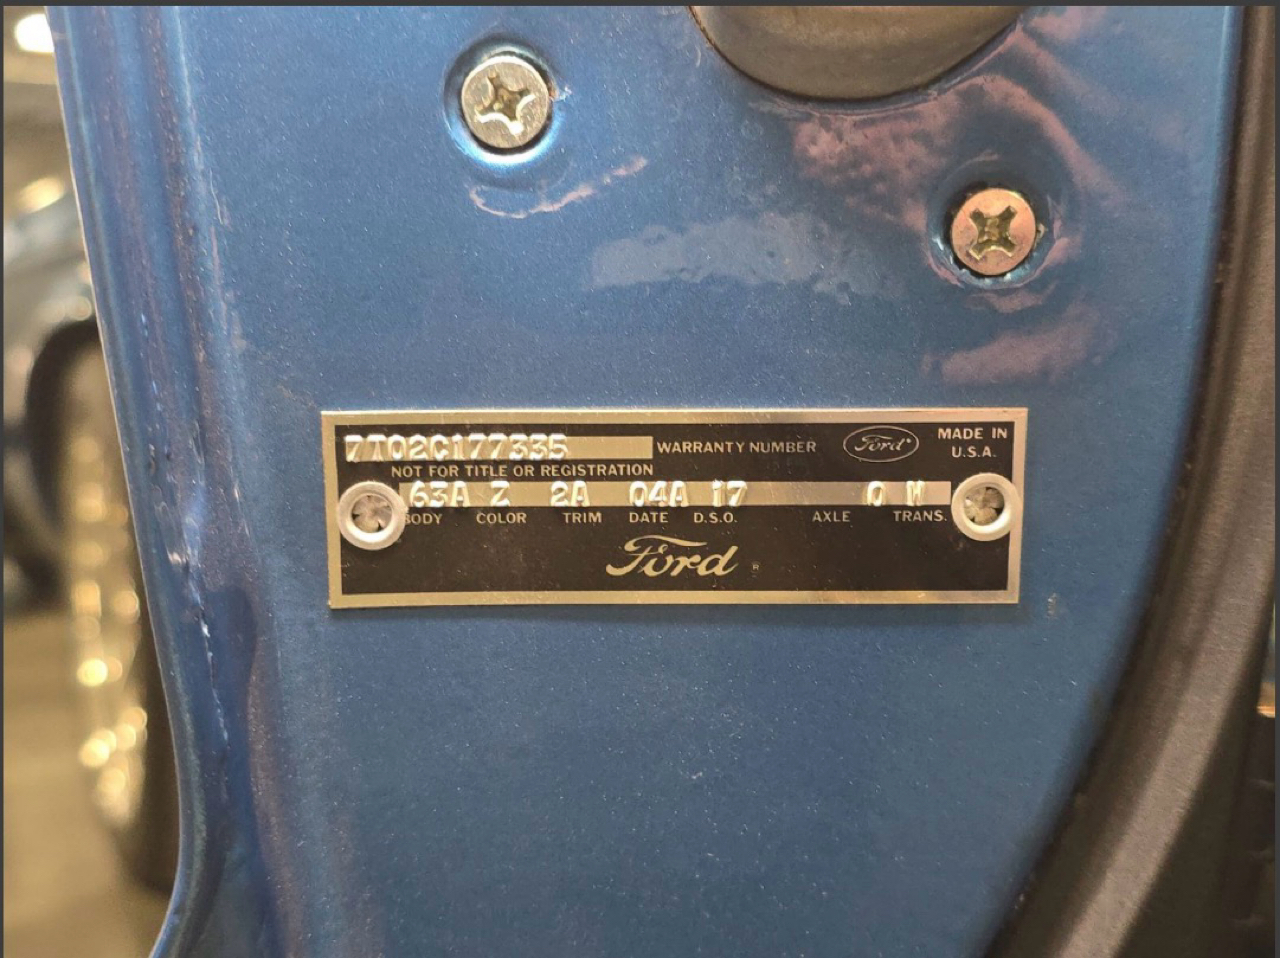 7T02C177335 WARRANTY NUMBER Ford MADE IN
U.S.A.
NOT FOR TITLE OR REGISTRATION
63A Z 2A 04A 17 0 W
BODY COLOR TRIM DATE D.S.O. AXLE TRANS.
Ford ®